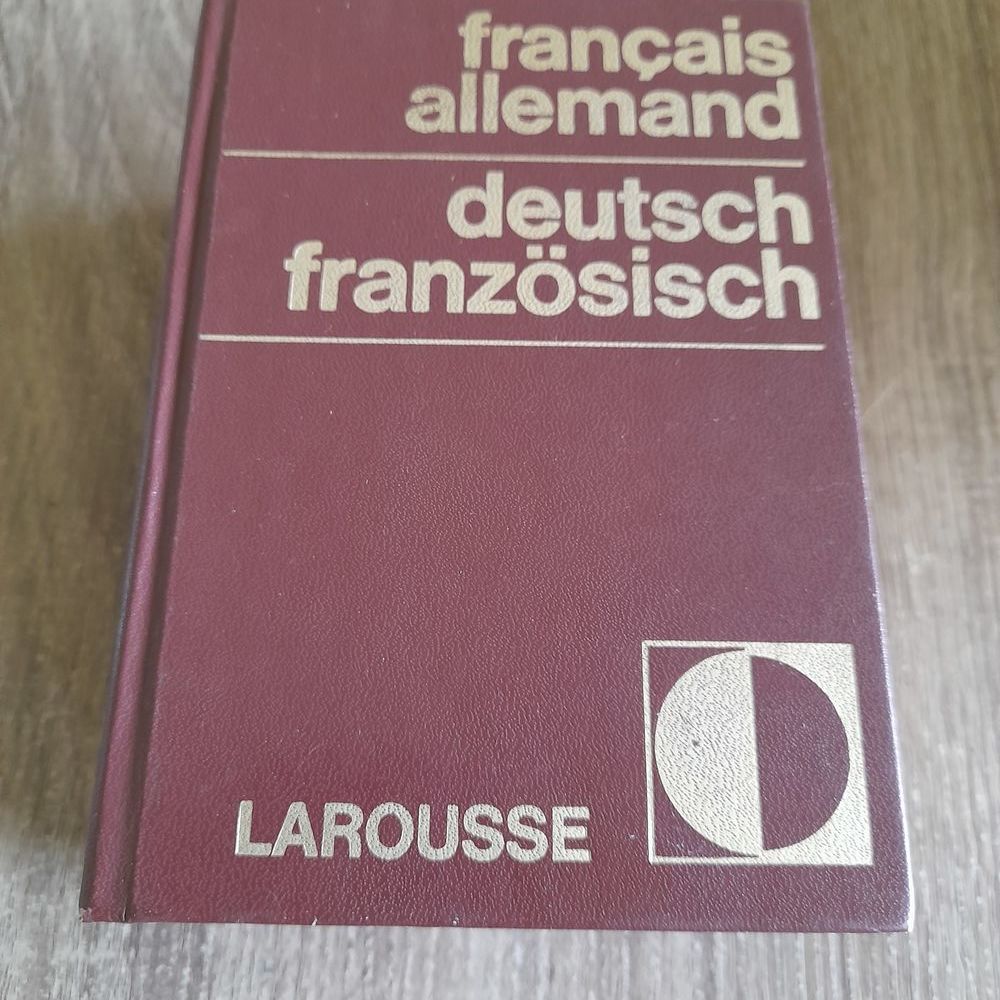 français
allemand
deutsch
französisch
LAROUSSE